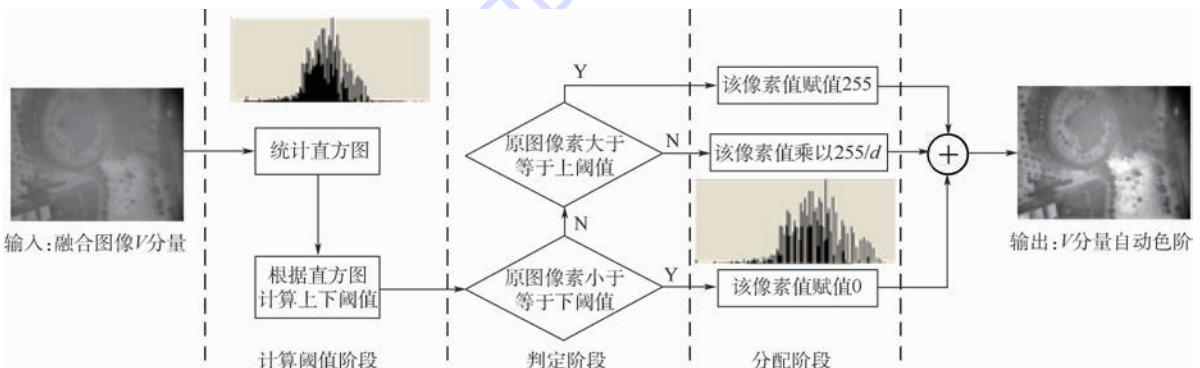 输入:融合图像V分量
统计直方图
根据直方图
计算上下阈值
计算阈值阶段
Y
原图像素大于
等于上阈值
N
N
原图像素小于
等于下阈值
Y
判定阶段
该像素值赋值255
该像素值乘以255/d
该像素值赋值0
分配阶段
+
输出:V分量自动色阶